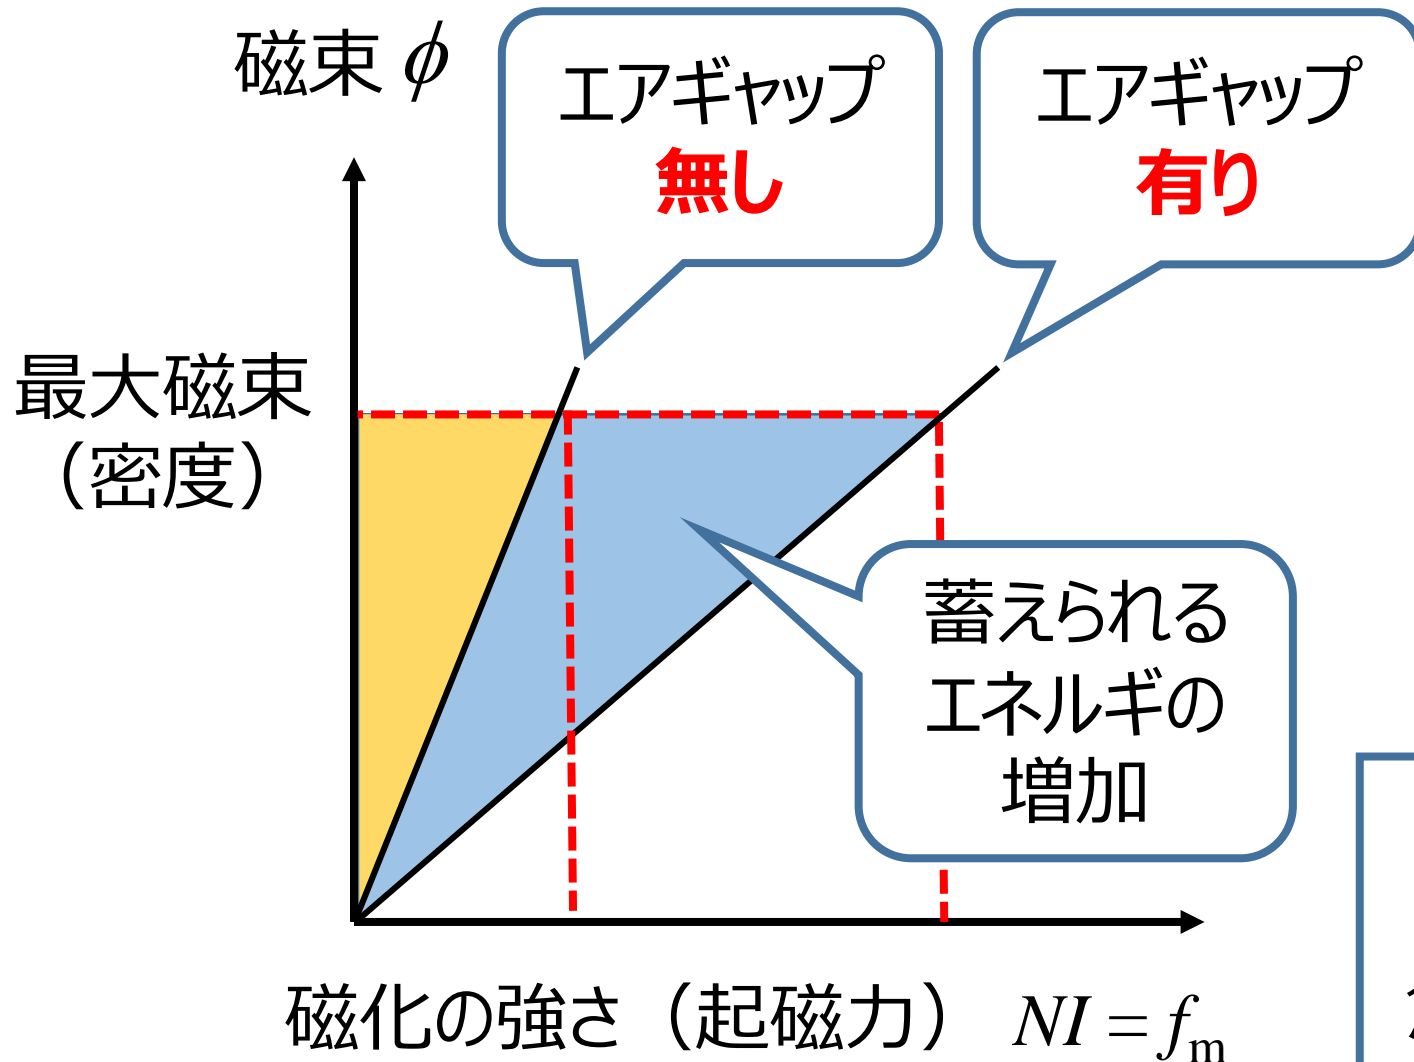 磁束 ϕ
エアギャップ
無し
エアギャップ
有り
最大磁束
（密度）
蓄えられる
エネルギの
増加
磁化の強さ（起磁力） NI = fm